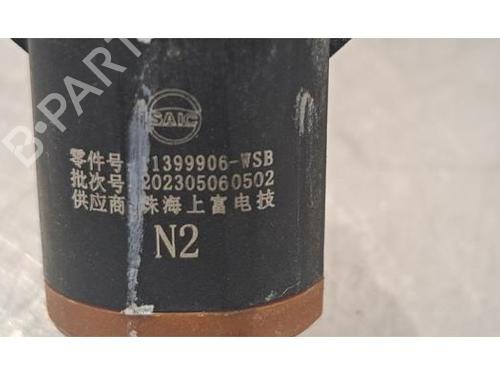 SAIC
零件号 1399906-WSB
批次号 202305060502
供应商 珠海上富电技
N2
B-PARTS